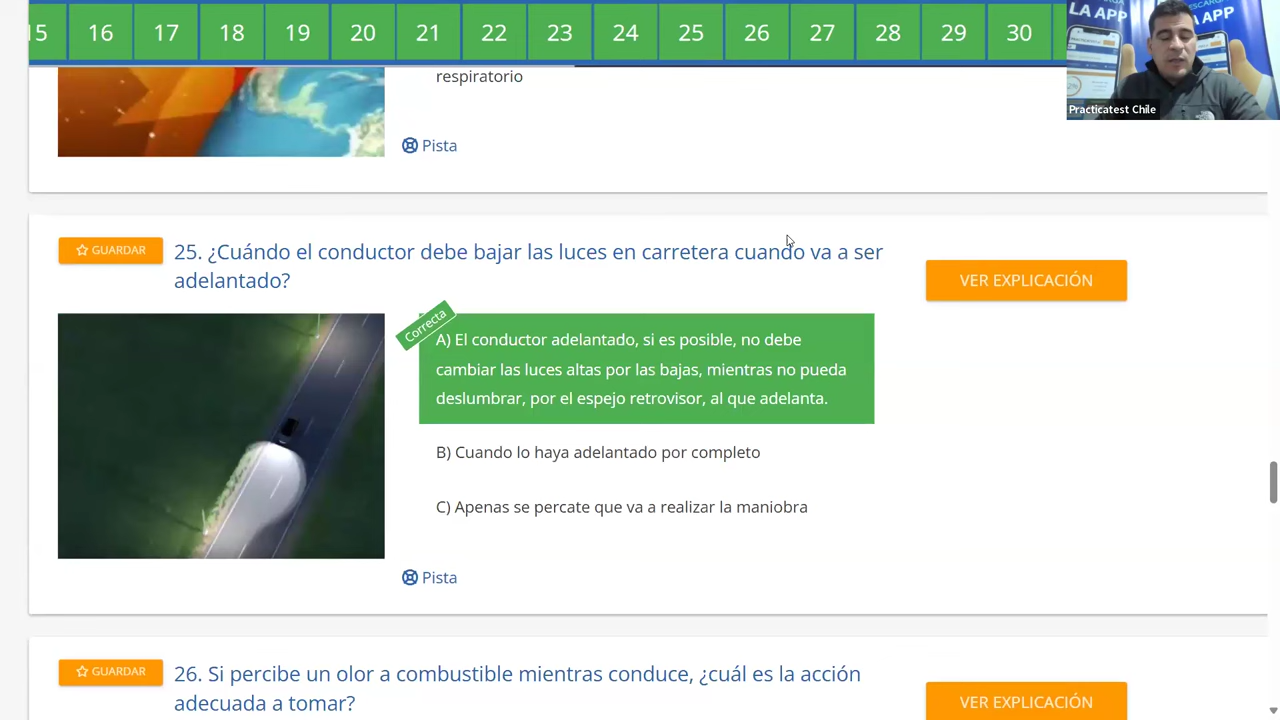 15 16 17 18 19 20 21 22 23 24 25 26 27 28 29 30
LA APP
DESCARGA
LA APP
Practicatest Chile
respiratorio
Pista
GUARDAR
25. ¿Cuándo el conductor debe bajar las luces en carretera cuando va a ser
adelantado?
VER EXPLICACIÓN
Correcta
A) El conductor adelantado, si es posible, no debe
cambiar las luces altas por las bajas, mientras no pueda
deslumbrar, por el espejo retrovisor, al que adelanta.
B) Cuando lo haya adelantado por completo
C) Apenas se percate que va a realizar la maniobra
Pista
GUARDAR
26. Si percibe un olor a combustible mientras conduce, ¿cuál es la acción
adecuada a tomar?
VER EXPLICACIÓN